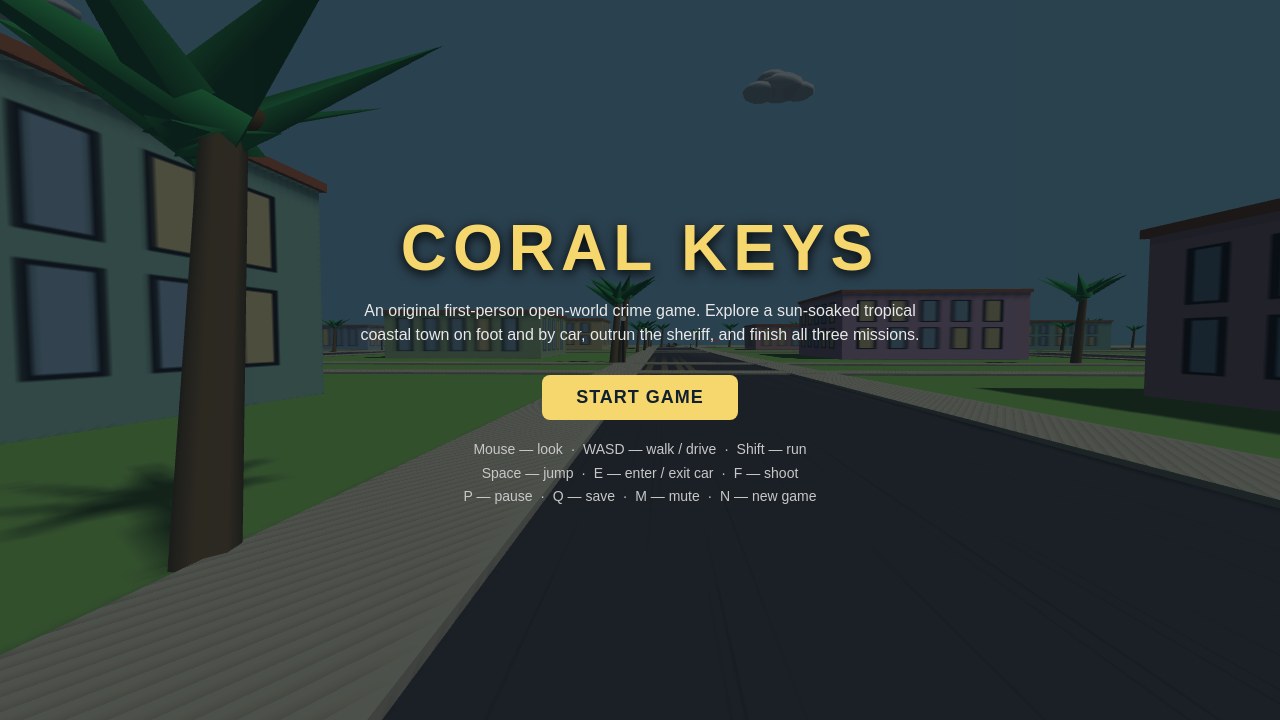 CORAL KEYS
An original first-person open-world crime game. Explore a sun-soaked tropical
coastal town on foot and by car, outrun the sheriff, and finish all three missions.
START GAME
Mouse — look · WASD — walk / drive · Shift — run
Space — jump · E — enter / exit car · F — shoot
P — pause · Q — save · M — mute · N — new game